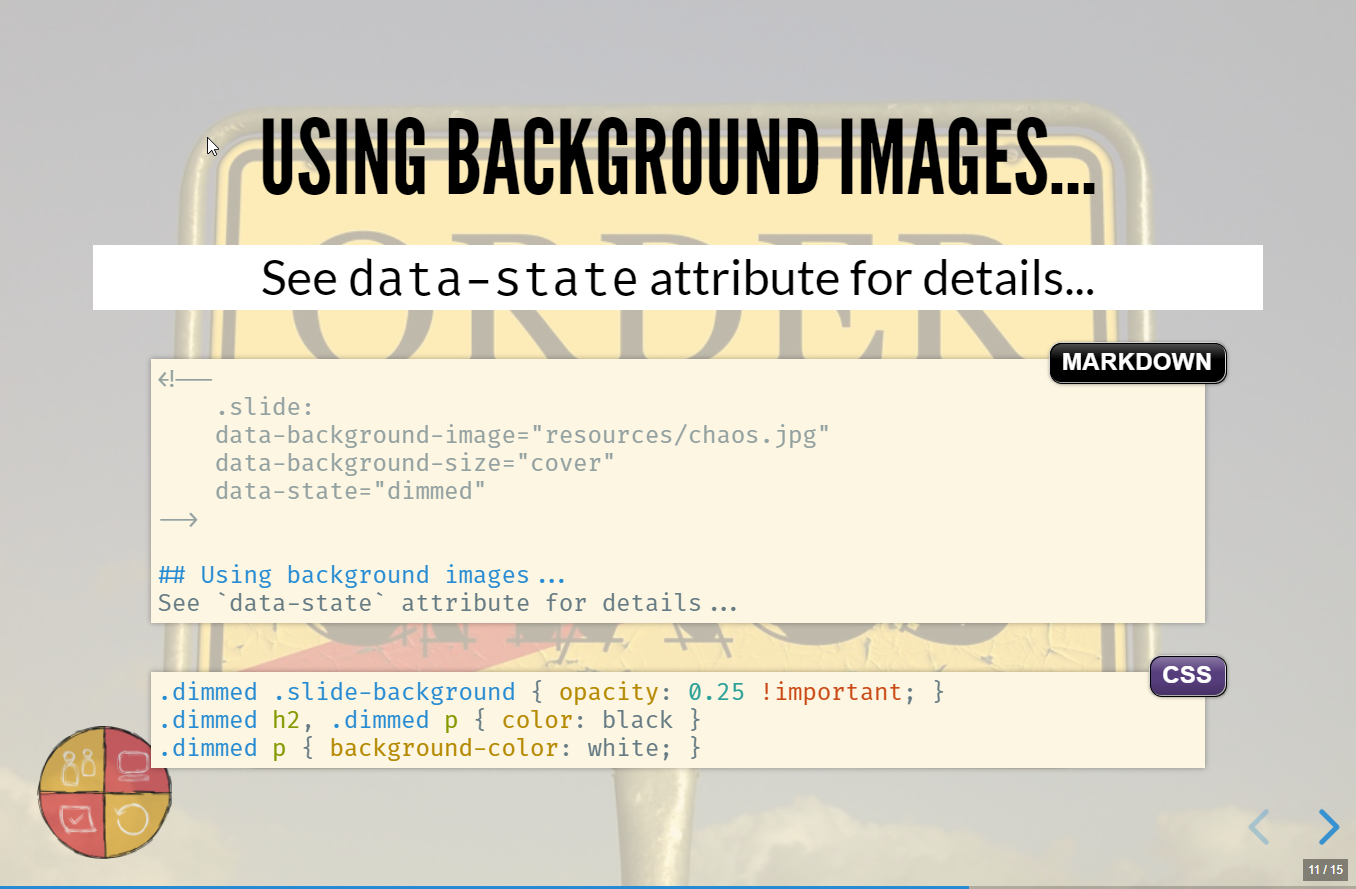 USING BACKGROUND IMAGES...
ORDER
See data-state attribute for details...
MARKDOWN
<!--
.slide:
data-background-image="resources/chaos.jpg"
data-background-size="cover"
data-state="dimmed"
-->
## Using background images...
See `data-state` attribute for details...
CSS
.dimmed .slide-background { opacity: 0.25 !important; }
.dimmed h2, .dimmed p { color: black }
.dimmed p { background-color: white; }
11 / 15